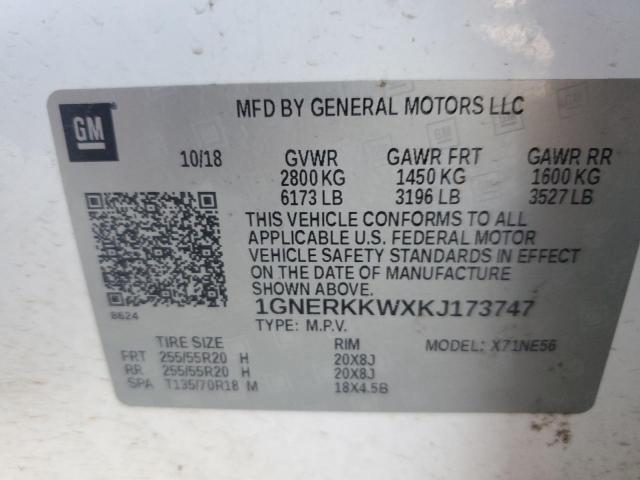 GM
MFD BY GENERAL MOTORS LLC
10/18 GVWR GAWR FRT GAWR RR
2800 KG 1450 KG 1600 KG
6173 LB 3196 LB 3527 LB
THIS VEHICLE CONFORMS TO ALL
APPLICABLE U.S. FEDERAL MOTOR
VEHICLE SAFETY STANDARDS IN EFFECT
ON THE DATE OF MANUFACTURE
SHOWN ABOVE.
8624
1GNERKKWXKJ173747
TYPE: M.P.V.
TIRE SIZE RIM MODEL: X71NE56
FRT 255/55R20 H 20X8J
RR 255/55R20 H 20X8J
SPA T135/70R18 M 18X4.5B